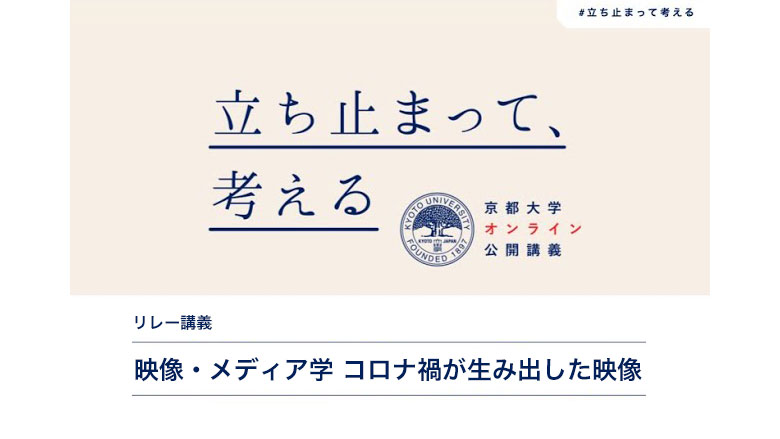 #立ち止まって考える
立ち止まって、
考える
KYOTO UNIVERSITY
KYOTO JAPAN
FOUNDED 1897
京都大学
オンライン
公開講義
リレー講義
映像・メディア学 コロナ禍が生み出した映像